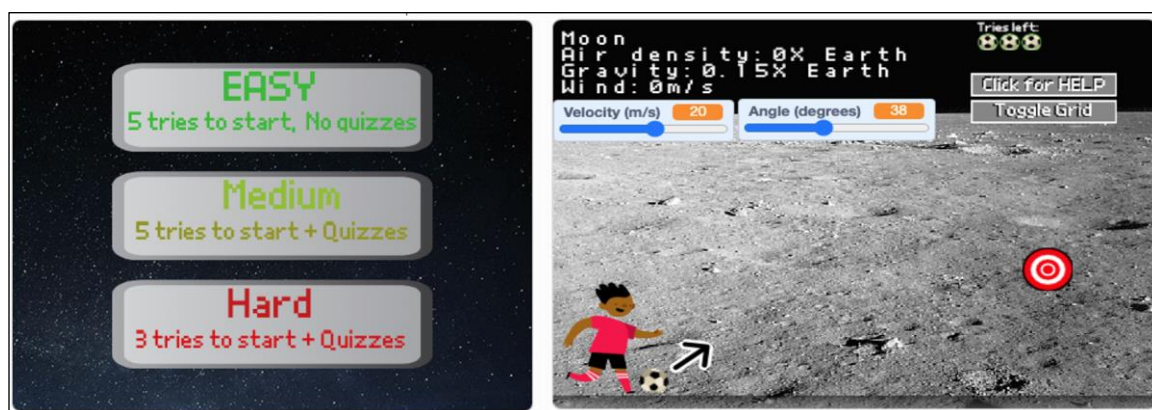 EASY
5 tries to start, No quizzes
Medium
5 tries to start + Quizzes
Hard
3 tries to start + Quizzes
Tries left:
Moon
Air density: 0X Earth
Gravity: 0.15X Earth
Wind: 0m/s
Click for HELP
Velocity (m/s) 20
Angle (degrees) 38
Toggle Grid